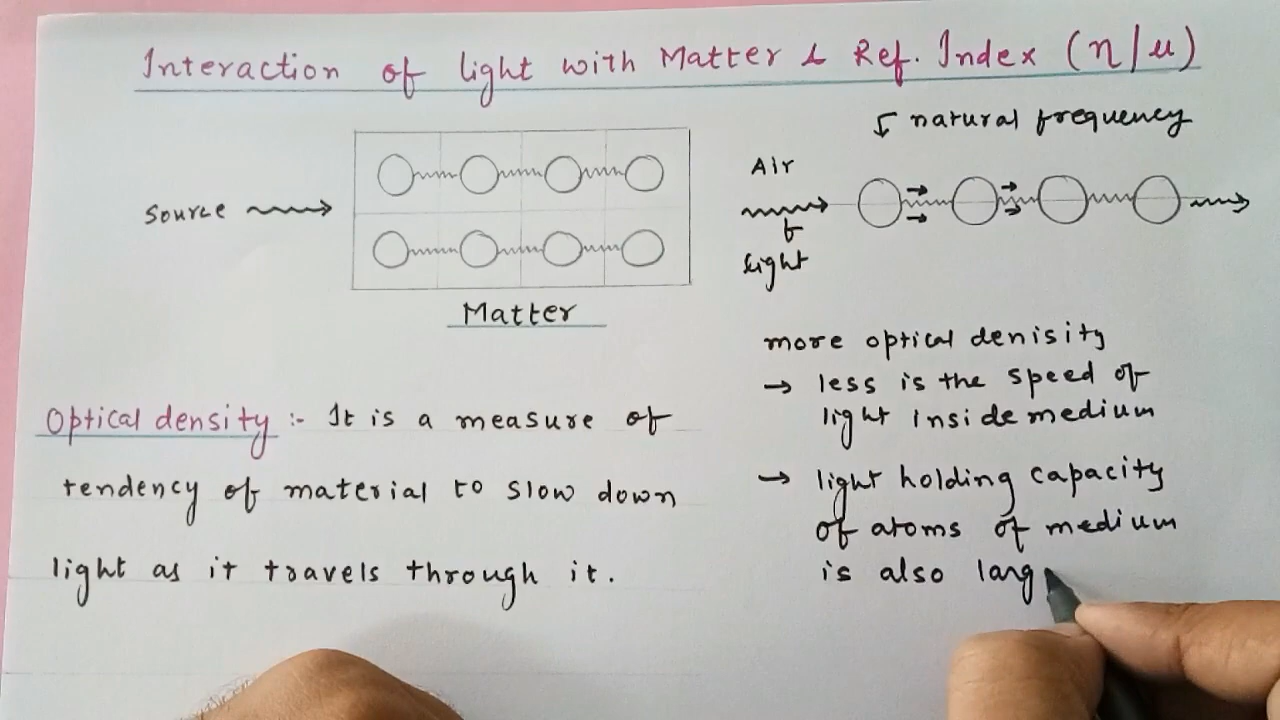 Interaction of light with Matter & Ref. Index (η/μ)
natural frequency
Source
Matter
Air
light
more optical denisity
→ less is the speed of
light inside medium
→ light holding capacity
of atoms of medium
is also larg
Optical density :- It is a measure of
tendency of material to slow down
light as it travels through it.